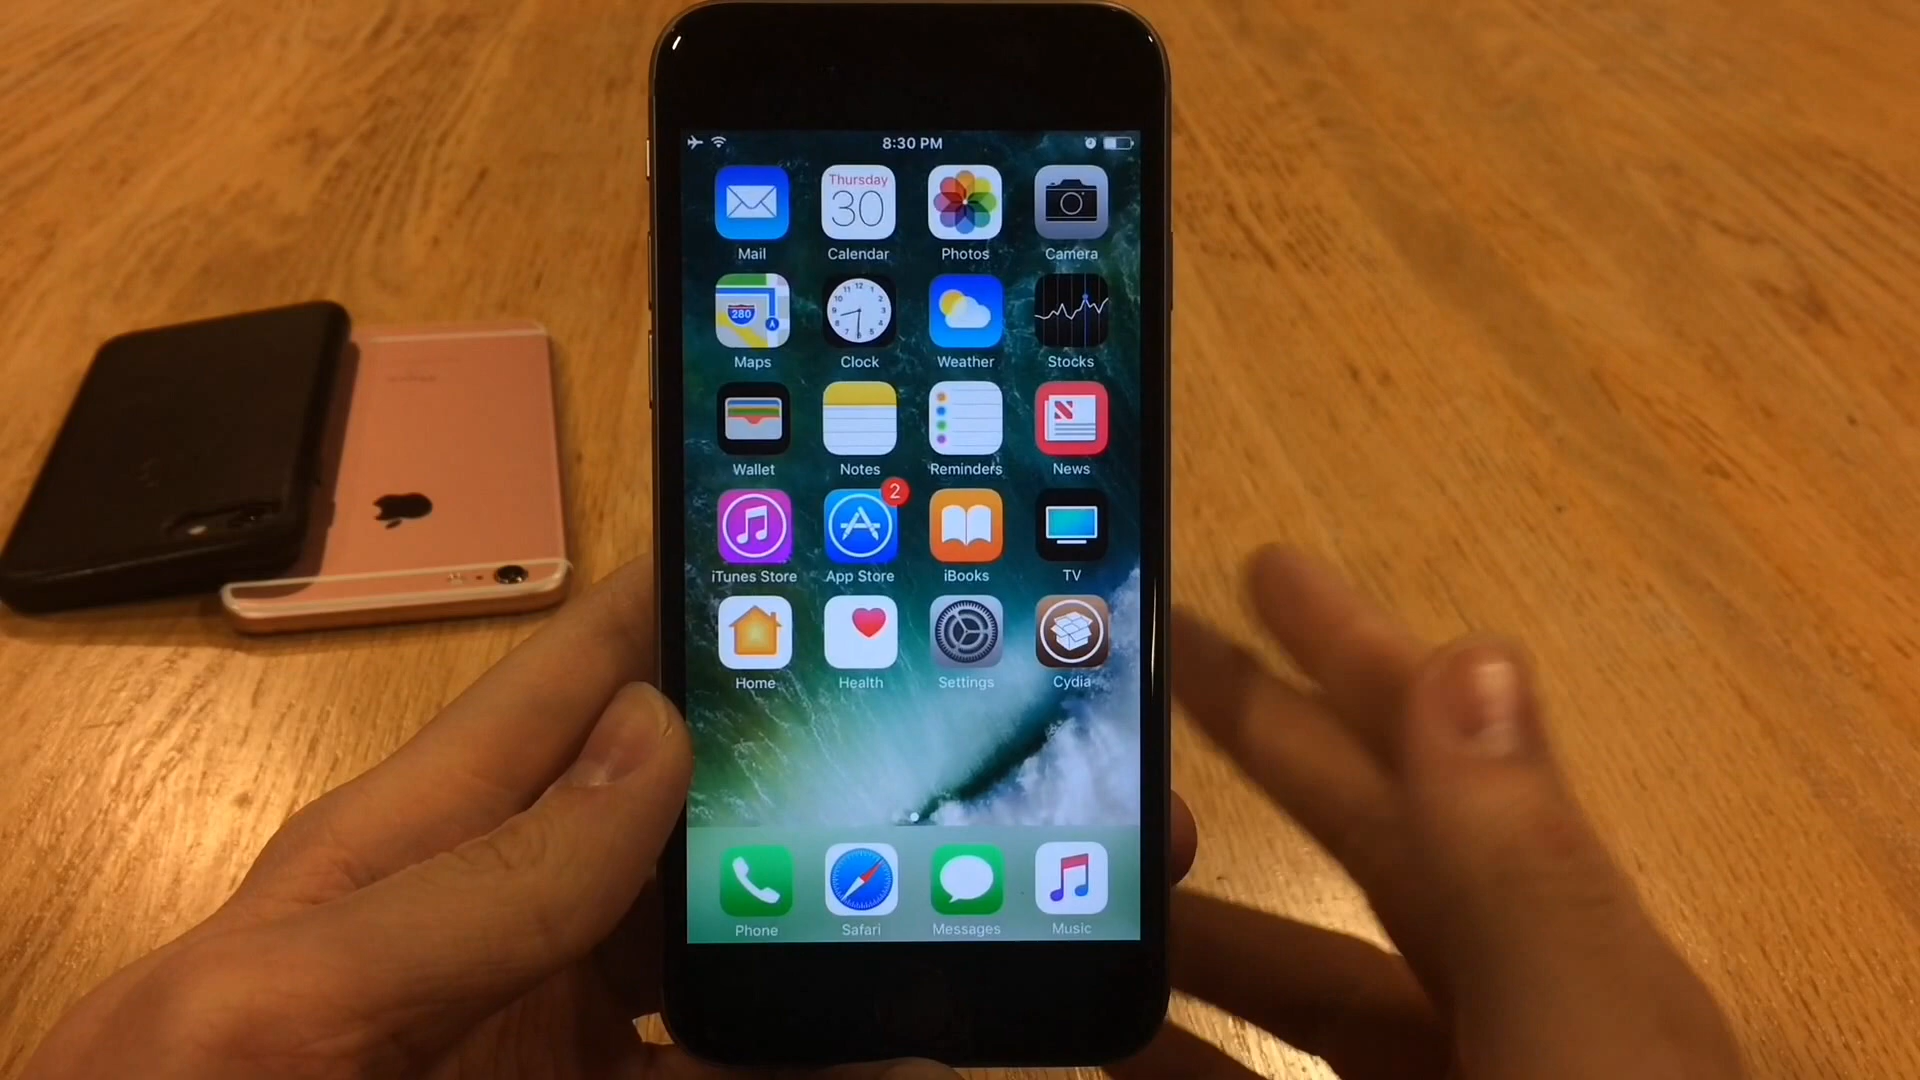 8:30 PM
Thursday
30
Mail Calendar Photos Camera
280
Maps Clock Weather Stocks
Wallet Notes Reminders News
2
iTunes Store App Store iBooks TV
Home Health Settings Cydia
Phone Safari Messages Music